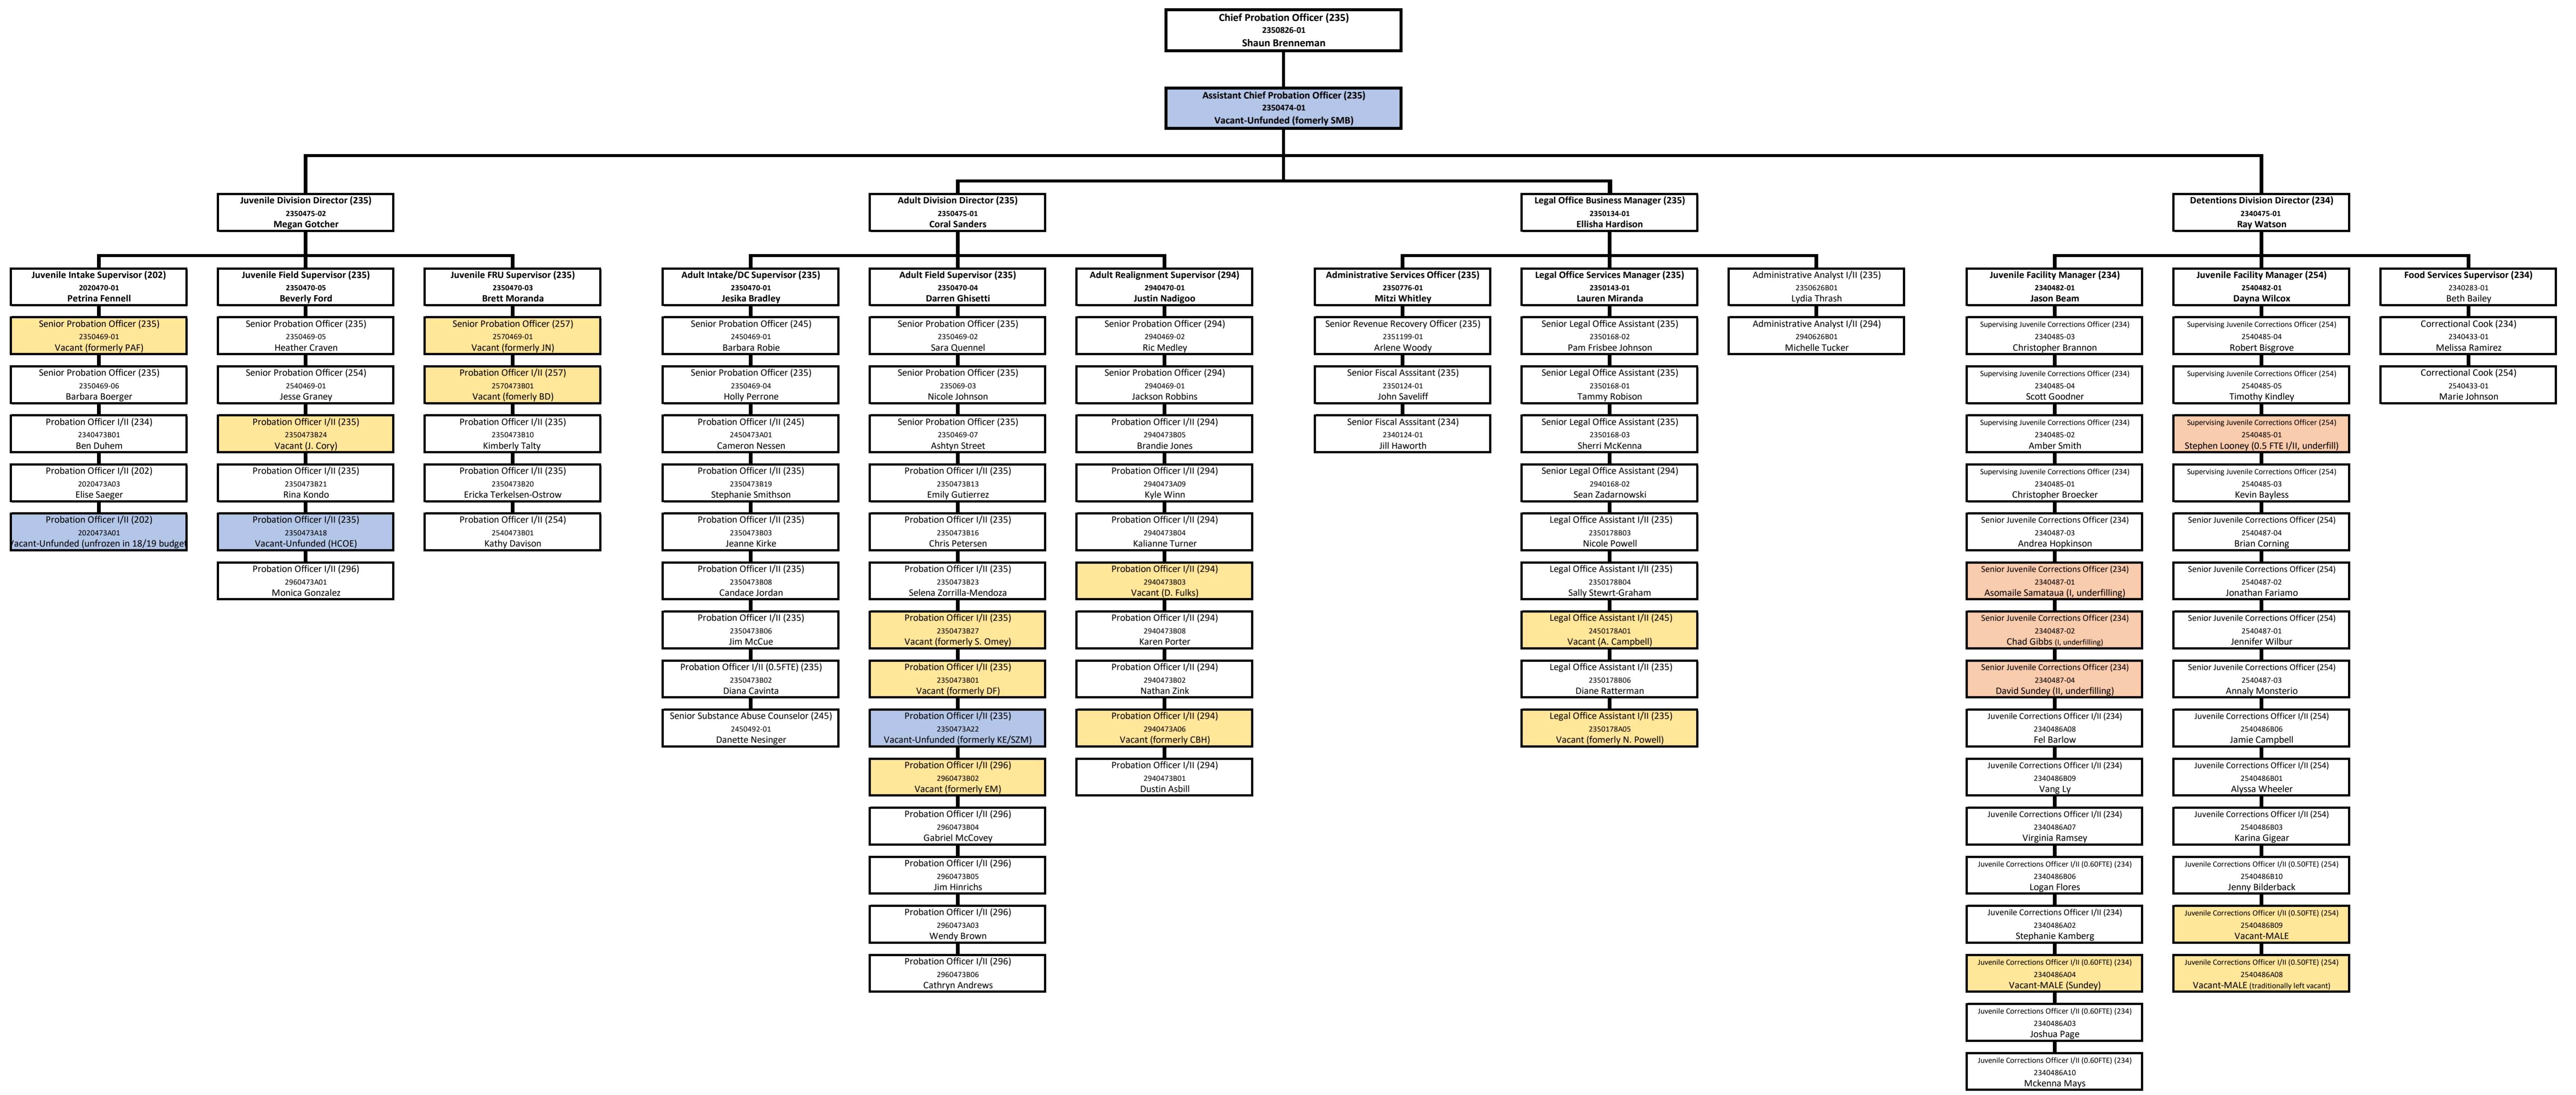 Chief Probation Officer (235)
2350826-01
Shaun Brenneman
Assistant Chief Probation Officer (235)
2350474-01
Vacant-Unfunded (fomerly SMB)
Juvenile Division Director (235)
2350475-02
Megan Gotcher
Adult Division Director (235)
2350475-01
Coral Sanders
Legal Office Business Manager (235)
2350134-01
Ellisha Hardison
Detentions Division Director (234)
2340475-01
Ray Watson
Juvenile Intake Supervisor (202)
2020470-01
Petrina Fennell
Senior Probation Officer (235)
2350469-01
Vacant (formerly PAF)
Senior Probation Officer (235)
2350469-06
Barbara Boerger
Probation Officer I/II (234)
2340473B01
Ben Duhem
Probation Officer I/II (202)
2020473A03
Elise Saeger
Probation Officer I/II (202)
2020473A01
Vacant-Unfunded (unfrozen in 18/19 budget
Juvenile Field Supervisor (235)
2350470-05
Beverly Ford
Senior Probation Officer (235)
2350469-05
Heather Craven
Senior Probation Officer (254)
2540469-01
Jesse Graney
Probation Officer I/II (235)
2350473B24
Vacant (J. Cory)
Probation Officer I/II (235)
2350473B21
Rina Kondo
Probation Officer I/II (235)
2350473A18
Vacant-Unfunded (HCOE)
Probation Officer I/II (296)
2960473A01
Monica Gonzalez
Juvenile FRU Supervisor (235)
2350470-03
Brett Moranda
Senior Probation Officer (257)
2570469-01
Vacant (formerly JN)
Probation Officer I/II (257)
2570473B01
Vacant (fomerly BD)
Probation Officer I/II (235)
2350473B10
Kimberly Talty
Probation Officer I/II (235)
2350473B20
Ericka Terkelsen-Ostrow
Probation Officer I/II (254)
2540473B01
Kathy Davison
Adult Intake/DC Supervisor (235)
2350470-01
Jesika Bradley
Senior Probation Officer (245)
2450469-01
Barbara Robie
Senior Probation Officer (235)
2350469-04
Holly Perrone
Probation Officer I/II (245)
2450473A01
Cameron Nessen
Probation Officer I/II (235)
2350473B19
Stephanie Smithson
Probation Officer I/II (235)
2350473B03
Jeanne Kirke
Probation Officer I/II (235)
2350473B08
Candace Jordan
Probation Officer I/II (235)
2350473B06
Jim McCue
Probation Officer I/II (0.5FTE) (235)
2350473B02
Diana Cavinta
Senior Substance Abuse Counselor (245)
2450492-01
Danette Nesinger
Adult Field Supervisor (235)
2350470-04
Darren Ghisetti
Senior Probation Officer (235)
2350469-02
Sara Quennel
Senior Probation Officer (235)
235069-03
Nicole Johnson
Senior Probation Officer (235)
2350469-07
Ashtyn Street
Probation Officer I/II (235)
2350473B13
Emily Gutierrez
Probation Officer I/II (235)
2350473B16
Chris Petersen
Probation Officer I/II (235)
2350473B23
Selena Zorrilla-Mendoza
Probation Officer I/II (235)
2350473B27
Vacant (formerly S. Omey)
Probation Officer I/II (235)
2350473B01
Vacant (formerly DF)
Probation Officer I/II (235)
2350473A22
Vacant-Unfunded (formerly KE/SZM)
Probation Officer I/II (296)
2960473B02
Vacant (formerly EM)
Probation Officer I/II (296)
2960473B04
Gabriel McCovey
Probation Officer I/II (296)
2960473B05
Jim Hinrichs
Probation Officer I/II (296)
2960473A03
Wendy Brown
Probation Officer I/II (296)
2960473B06
Cathryn Andrews
Adult Realignment Supervisor (294)
2940470-01
Justin Nadigoo
Senior Probation Officer (294)
2940469-02
Ric Medley
Senior Probation Officer (294)
2940469-01
Jackson Robbins
Probation Officer I/II (294)
2940473B05
Brandie Jones
Probation Officer I/II (294)
2940473A09
Kyle Winn
Probation Officer I/II (294)
2940473B04
Kalianne Turner
Probation Officer I/II (294)
2940473B03
Vacant (D. Fulks)
Probation Officer I/II (294)
2940473B08
Karen Porter
Probation Officer I/II (294)
2940473B02
Nathan Zink
Probation Officer I/II (294)
2940473A06
Vacant (formerly CBH)
Probation Officer I/II (294)
2940473B01
Dustin Asbill
Administrative Services Officer (235)
2350776-01
Mitzi Whitley
Senior Revenue Recovery Officer (235)
2351199-01
Arlene Woody
Senior Fiscal Asssitant (235)
2350124-01
John Saveliff
Senior Fiscal Asssitant (234)
2340124-01
Jill Haworth
Legal Office Services Manager (235)
2350143-01
Lauren Miranda
Senior Legal Office Assistant (235)
2350168-02
Pam Frisbee Johnson
Senior Legal Office Assistant (235)
2350168-01
Tammy Robison
Senior Legal Office Assistant (235)
2350168-03
Sherri McKenna
Senior Legal Office Assistant (294)
2940168-02
Sean Zadarnowski
Legal Office Assistant I/II (235)
2350178B03
Nicole Powell
Legal Office Assistant I/II (235)
2350178B04
Sally Stewrt-Graham
Legal Office Assistant I/II (245)
2450178A01
Vacant (A. Campbell)
Legal Office Assistant I/II (235)
2350178B06
Diane Ratterman
Legal Office Assistant I/II (235)
2350178A05
Vacant (fomerly N. Powell)
Administrative Analyst I/II (235)
2350626B01
Lydia Thrash
Administrative Analyst I/II (294)
2940626B01
Michelle Tucker
Juvenile Facility Manager (234)
2340482-01
Jason Beam
Supervising Juvenile Corrections Officer (234)
2340485-03
Christopher Brannon
Supervising Juvenile Corrections Officer (234)
2340485-04
Scott Goodner
Supervising Juvenile Corrections Officer (234)
2340485-02
Amber Smith
Supervising Juvenile Corrections Officer (234)
2340485-01
Christopher Broecker
Senior Juvenile Corrections Officer (234)
2340487-03
Andrea Hopkinson
Senior Juvenile Corrections Officer (234)
2340487-01
Asomaile Samataua (I, underfilling)
Senior Juvenile Corrections Officer (234)
2340487-02
Chad Gibbs (I, underfilling)
Senior Juvenile Corrections Officer (234)
2340487-04
David Sundey (II, underfilling)
Juvenile Corrections Officer I/II (234)
2340486A08
Fel Barlow
Juvenile Corrections Officer I/II (234)
2340486B09
Vang Ly
Juvenile Corrections Officer I/II (234)
2340486A07
Virginia Ramsey
Juvenile Corrections Officer I/II (0.60FTE) (234)
2340486B06
Logan Flores
Juvenile Corrections Officer I/II (234)
2340486A02
Stephanie Kamberg
Juvenile Corrections Officer I/II (0.60FTE) (234)
2340486A04
Vacant-MALE (Sundey)
Juvenile Corrections Officer I/II (0.60FTE) (234)
2340486A03
Joshua Page
Juvenile Corrections Officer I/II (0.60FTE) (234)
2340486A10
Mckenna Mays
Juvenile Facility Manager (254)
2540482-01
Dayna Wilcox
Supervising Juvenile Corrections Officer (254)
2540485-04
Robert Bisgrove
Supervising Juvenile Corrections Officer (254)
2540485-05
Timothy Kindley
Supervising Juvenile Corrections Officer (254)
2540485-01
Stephen Looney (0.5 FTE I/II, underfill)
Supervising Juvenile Corrections Officer (254)
2540485-03
Kevin Bayless
Senior Juvenile Corrections Officer (254)
2540487-04
Brian Corning
Senior Juvenile Corrections Officer (254)
2540487-02
Jonathan Fariamo
Senior Juvenile Corrections Officer (254)
2540487-01
Jennifer Wilbur
Senior Juvenile Corrections Officer (254)
2540487-03
Annaly Monsterio
Juvenile Corrections Officer I/II (254)
2540486B06
Jamie Campbell
Juvenile Corrections Officer I/II (254)
2540486B01
Alyssa Wheeler
Juvenile Corrections Officer I/II (254)
2540486B03
Karina Gigear
Juvenile Corrections Officer I/II (0.50FTE) (254)
2540486B10
Jenny Bilderback
Juvenile Corrections Officer I/II (0.50FTE) (254)
2540486B09
Vacant-MALE
Juvenile Corrections Officer I/II (0.50FTE) (254)
2540486A08
Vacant-MALE (traditionally left vacant)
Food Services Supervisor (234)
2340283-01
Beth Bailey
Correctional Cook (234)
2340433-01
Melissa Ramirez
Correctional Cook (254)
2540433-01
Marie Johnson